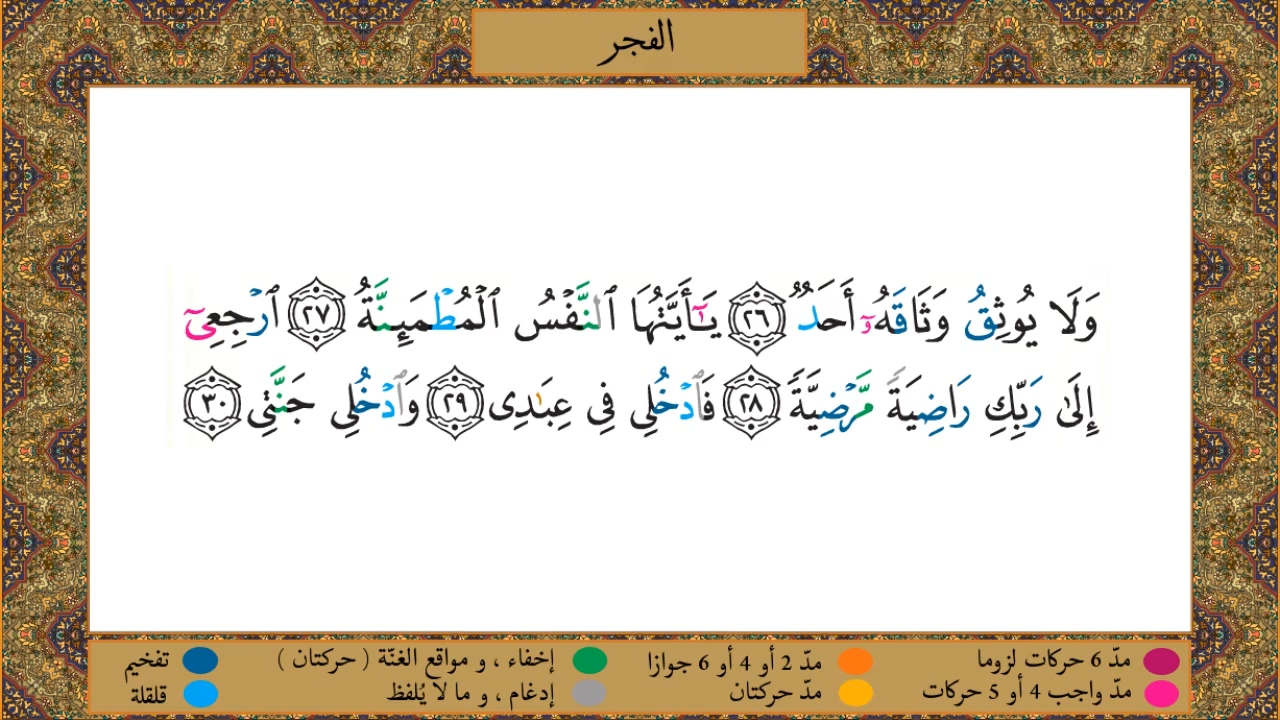 الفجر
وَلَا يُوثِقُ وَثَاقَهُۥٓ أَحَدٌ ﴿٢٦﴾ يَـٰٓأَيَّتُهَا ٱلنَّفْسُ ٱلْمُطْمَئِنَّةُ ﴿٢٧﴾ ٱرْجِعِىٓ
إِلَىٰ رَبِّكِ رَاضِيَةً مَّرْضِيَّةً ﴿٢٨﴾ فَٱدْخُلِى فِى عِبَـٰدِى ﴿٢٩﴾ وَٱدْخُلِى جَنَّتِى ﴿٣٠﴾
مدّ 6 حركات لزوما مدّ 2 أو 4 أو 6 جوازا إخفاء ، و مواقع الغنّة ( حركتان ) تفخيم
مدّ واجب 4 أو 5 حركات مدّ حركتان إدغام ، و ما لا يُلفظ قلقلة